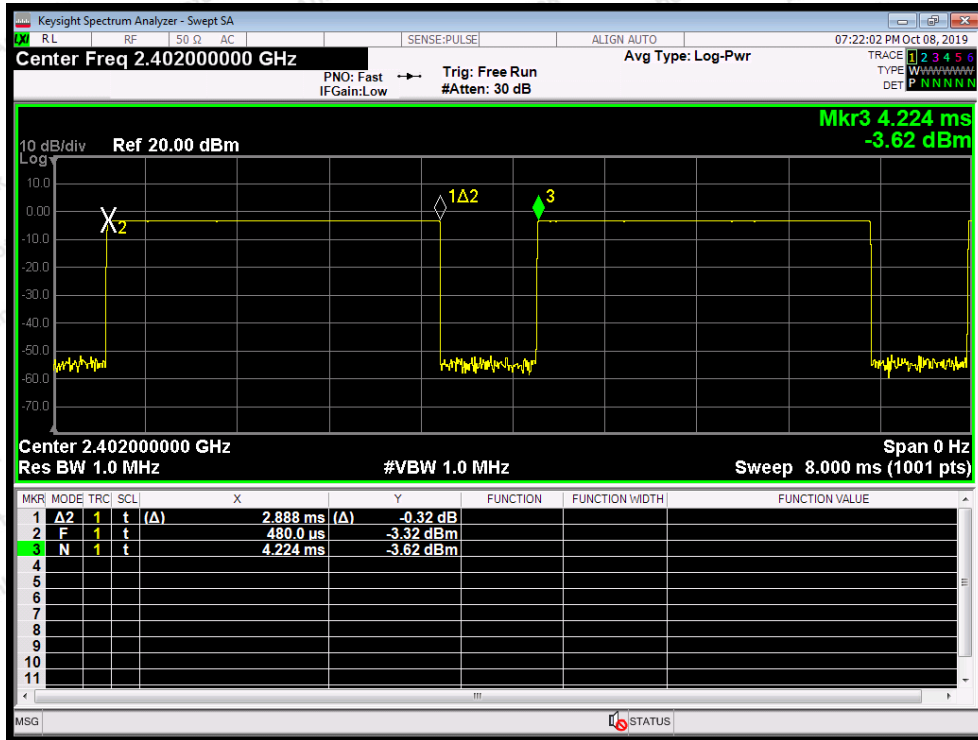 Keysight Spectrum Analyzer - Swept SA
LXI RL RF 50 Ω AC SENSE:PULSE ALIGN AUTO 07:22:02 PM Oct 08, 2019
Center Freq 2.402000000 GHz
Avg Type: Log-Pwr
TRACE 1 2 3 4 5 6
PNO: Fast Trig: Free Run
TYPE WWWWWW
IFGain:Low #Atten: 30 dB
DET P N N N N N
Mkr3 4.224 ms
-3.62 dBm
10 dB/div Ref 20.00 dBm
Log
10.0
0.00
-10.0
-20.0
-30.0
-40.0
-50.0
-60.0
-70.0
2
1Δ2
3
Center 2.402000000 GHz Span 0 Hz
Res BW 1.0 MHz #VBW 1.0 MHz Sweep 8.000 ms (1001 pts)
MKR MODE TRC SCL X Y FUNCTION FUNCTION WIDTH FUNCTION VALUE
1 Δ2 1 t (Δ) 2.888 ms (Δ) -0.32 dB
2 F 1 t 480.0 µs -3.32 dBm
3 N 1 t 4.224 ms -3.62 dBm
4
5
6
7
8
9
10
11
MSG STATUS